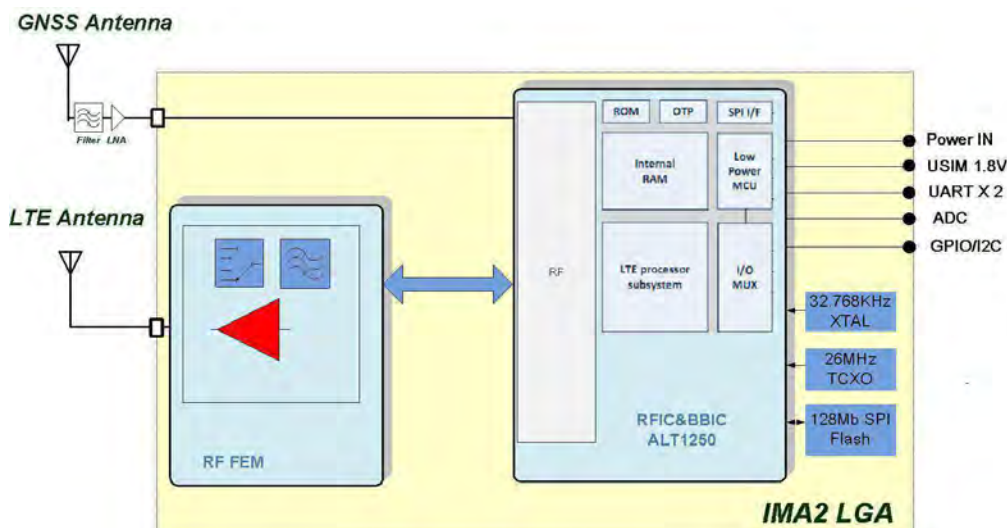 GNSS Antenna
Filter LNA
LTE Antenna
RF FEM
RF
ROM
OTP
SPI I/F
Internal
RAM
Low
Power
MCU
LTE processor
subsystem
I/O
MUX
RFIC&BBIC
ALT1250
Power IN
USIM 1.8V
UART X 2
ADC
GPIO/I2C
32.768KHz
XTAL
26MHz
TCXO
128Mb SPI
Flash
IMA2 LGA